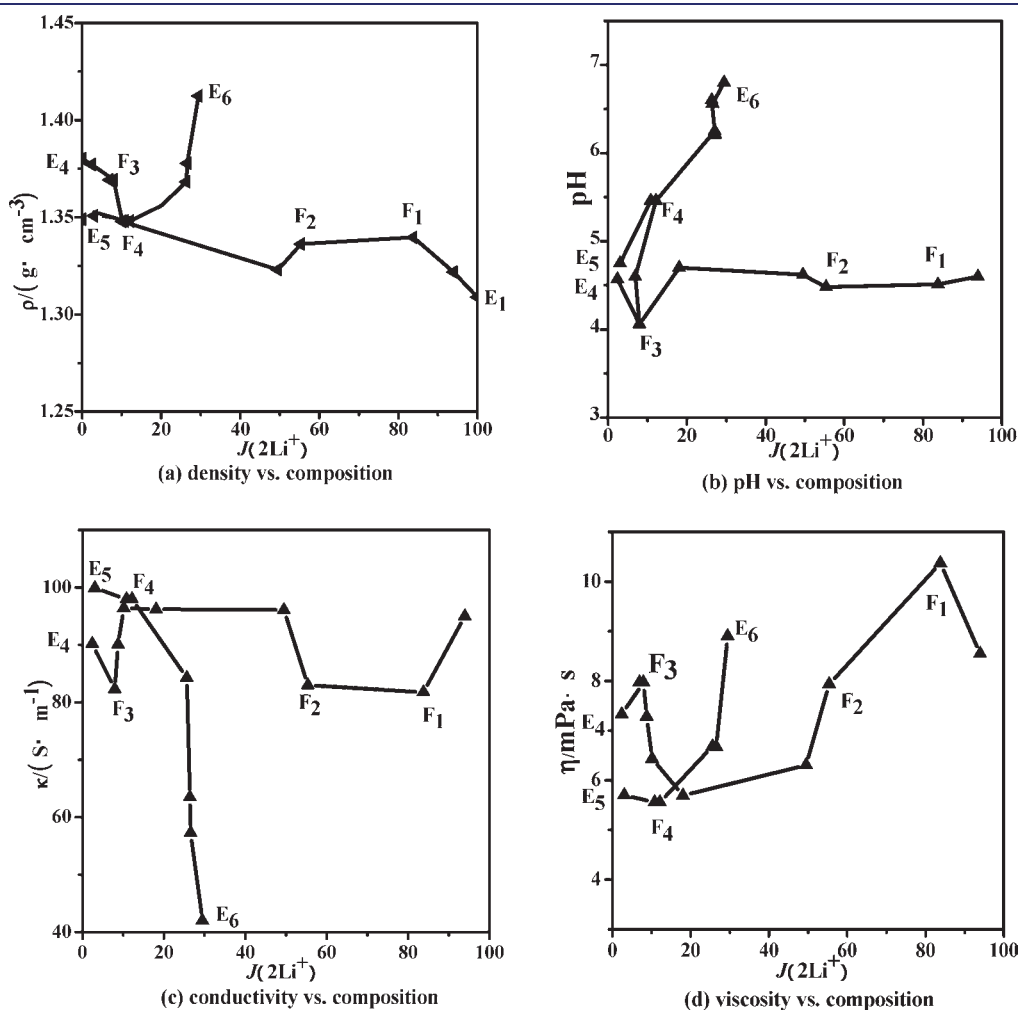 1.45
1.40
1.35
1.30
1.25
ρ/( g· cm⁻³)
E₆
E₄
F₃
E₅
F₄
F₂
F₁
E₁
0 20 40 60 80 100
J(2Li⁺)
(a) density vs. composition
7
6
5
4
3
pH
E₆
F₄
E₅
E₄
F₃
F₂
F₁
0 20 40 60 80 100
J(2Li⁺)
(b) pH vs. composition
100
80
60
40
κ/( S· m⁻¹)
E₅
F₄
E₄
F₃
F₂
F₁
E₆
0 20 40 60 80 100
J(2Li⁺)
(c) conductivity vs. composition
10
8
6
4
η/mPa· s
F₁
E₆
F₃
E₄
F₂
E₅
F₄
0 20 40 60 80 100
J(2Li⁺)
(d) viscosity vs. composition